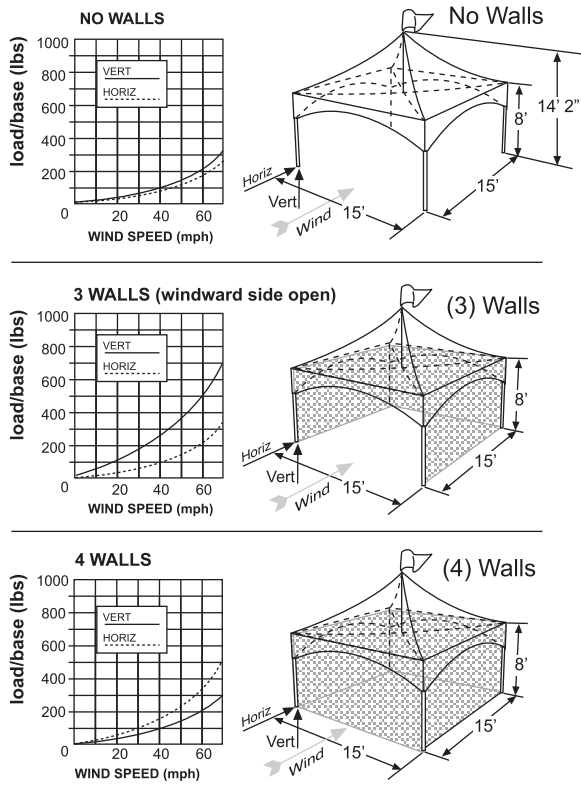 NO WALLS
load/base (lbs)
1000
800
600
400
200
0
20
40
60
WIND SPEED (mph)
VERT
HORIZ
No Walls
14' 2”
8'
15'
15'
Horiz
Vert
Wind
3 WALLS (windward side open)
load/base (lbs)
1000
800
600
400
200
0
20
40
60
WIND SPEED (mph)
VERT
HORIZ
(3) Walls
8'
15'
15'
Horiz
Vert
Wind
4 WALLS
load/base (lbs)
1000
800
600
400
200
0
20
40
60
WIND SPEED (mph)
VERT
HORIZ
(4) Walls
8'
15'
15'
Horiz
Vert
Wind